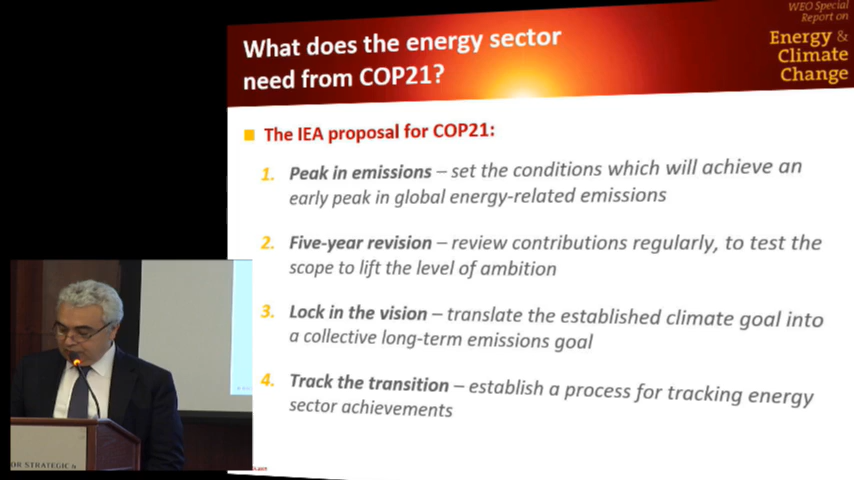 WEO Special
Report on
Energy &
Climate
Change
What does the energy sector
need from COP21?
The IEA proposal for COP21:
1. Peak in emissions – set the conditions which will achieve an
early peak in global energy-related emissions
2. Five-year revision – review contributions regularly, to test the
scope to lift the level of ambition
3. Lock in the vision – translate the established climate goal into
a collective long-term emissions goal
4. Track the transition – establish a process for tracking energy
sector achievements
OR STRATEGIC &